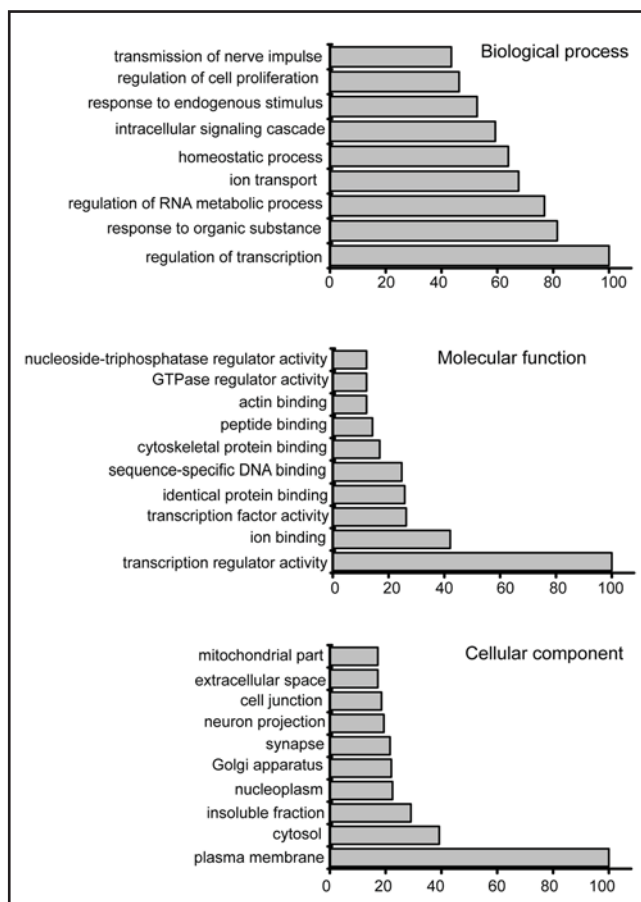 Biological process
transmission of nerve impulse
regulation of cell proliferation
response to endogenous stimulus
intracellular signaling cascade
homeostatic process
ion transport
regulation of RNA metabolic process
response to organic substance
regulation of transcription
0 20 40 60 80 100
Molecular function
nucleoside-triphosphatase regulator activity
GTPase regulator activity
actin binding
peptide binding
cytoskeletal protein binding
sequence-specific DNA binding
identical protein binding
transcription factor activity
ion binding
transcription regulator activity
0 20 40 60 80 100
Cellular component
mitochondrial part
extracellular space
cell junction
neuron projection
synapse
Golgi apparatus
nucleoplasm
insoluble fraction
cytosol
plasma membrane
0 20 40 60 80 100